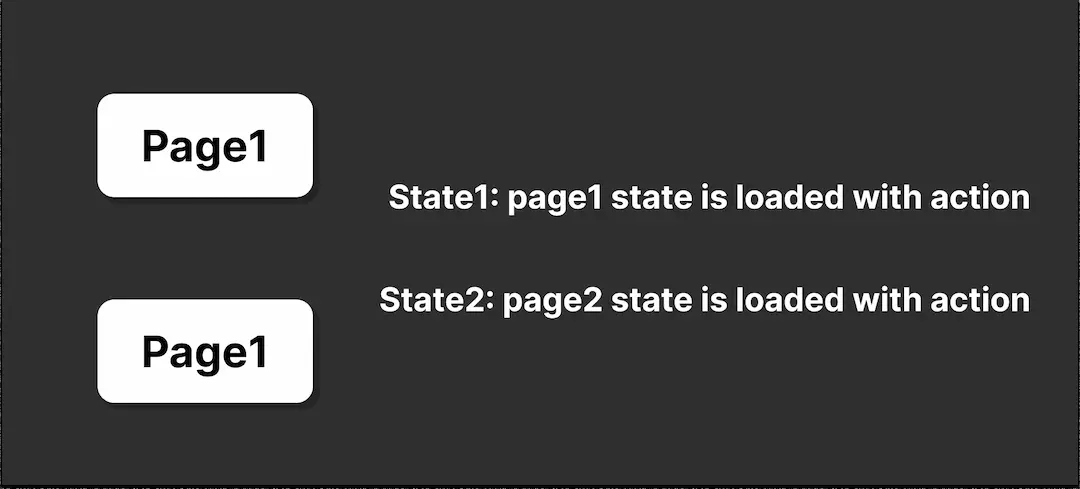 Page1
State1: page1 state is loaded with action
State2: page2 state is loaded with action
Page1